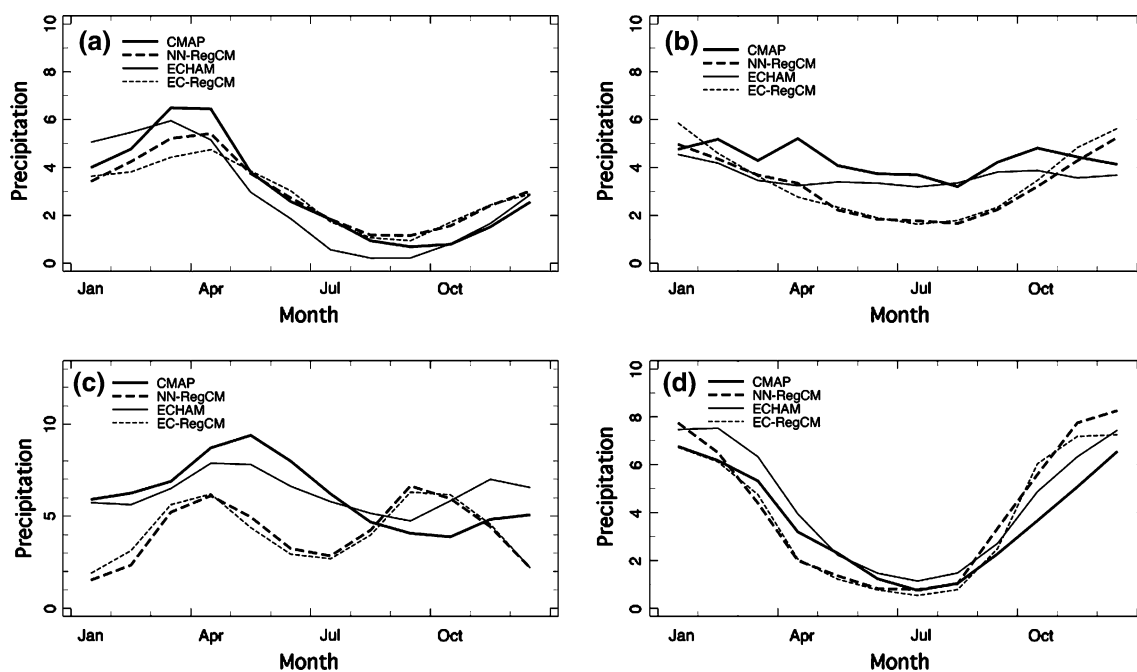 (a)
CMAP
NN-RegCM
ECHAM
EC-RegCM
Precipitation
0 2 4 6 8 10
Jan Apr Jul Oct
Month
(b)
CMAP
NN-RegCM
ECHAM
EC-RegCM
Precipitation
0 2 4 6 8 10
Jan Apr Jul Oct
Month
(c)
CMAP
NN-RegCM
ECHAM
EC-RegCM
Precipitation
0 5 10
Jan Apr Jul Oct
Month
(d)
CMAP
NN-RegCM
ECHAM
EC-RegCM
Precipitation
0 2 4 6 8 10
Jan Apr Jul Oct
Month